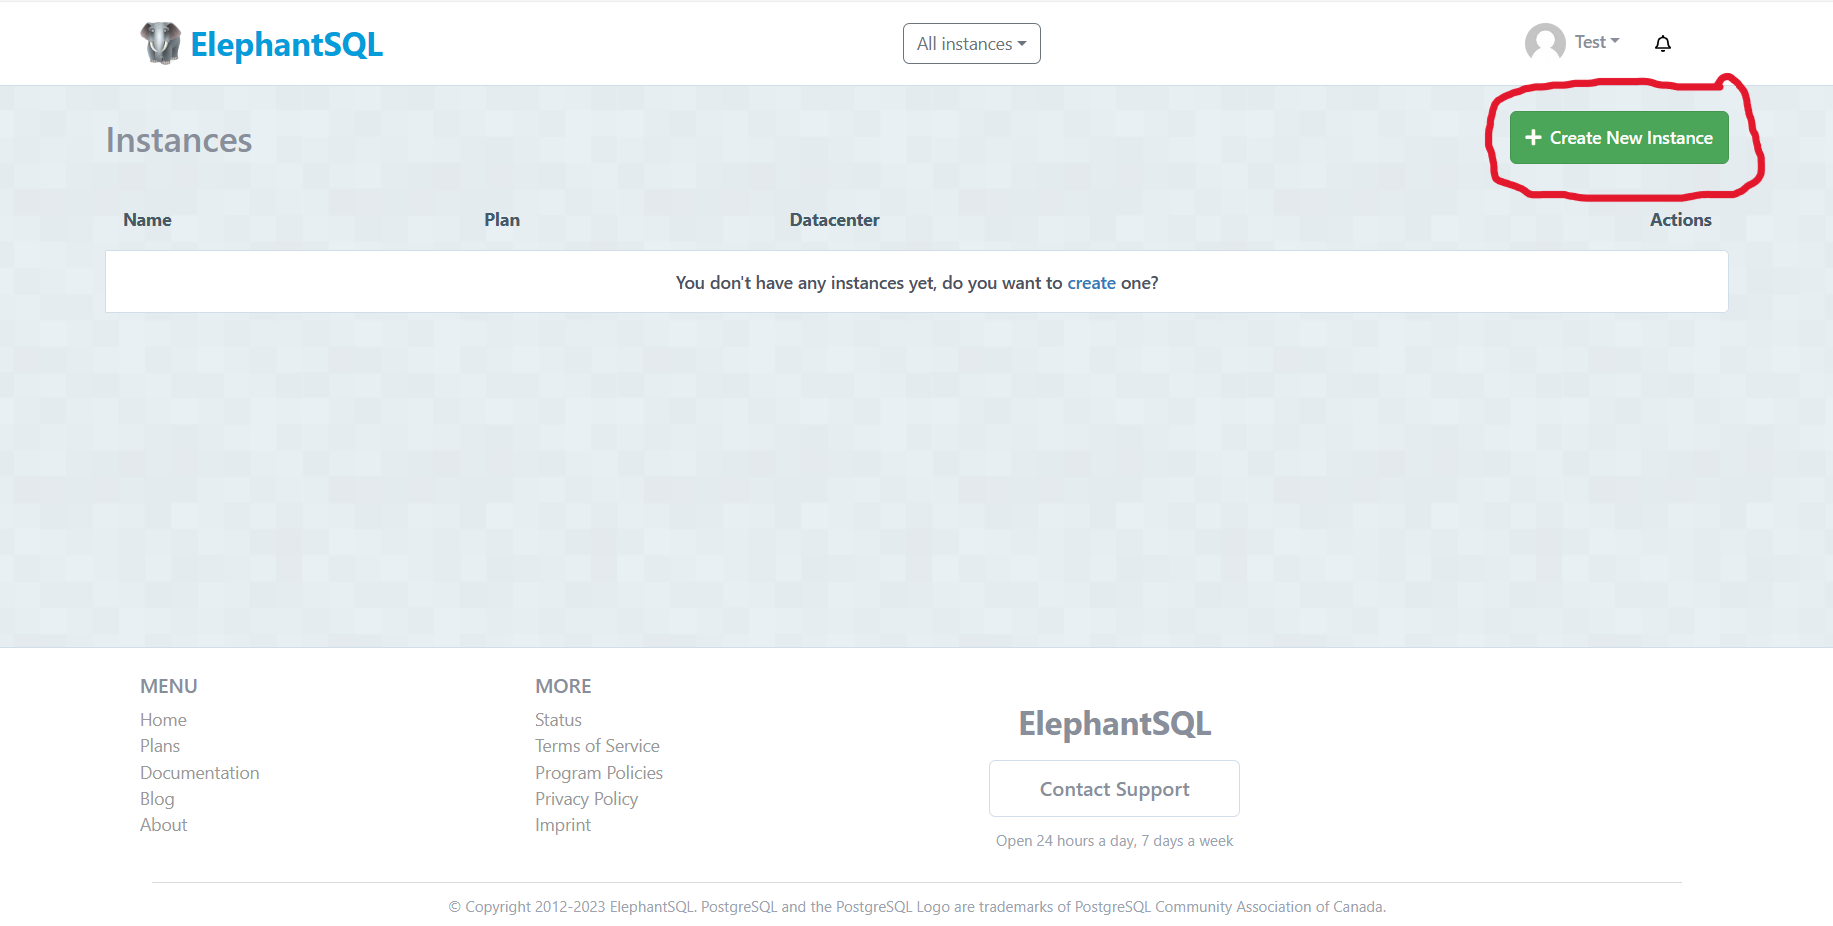 ElephantSQL
All instances
Test
Instances
+ Create New Instance
Name Plan Datacenter Actions
You don't have any instances yet, do you want to create one?
MENU
Home
Plans
Documentation
Blog
About
MORE
Status
Terms of Service
Program Policies
Privacy Policy
Imprint
ElephantSQL
Contact Support
Open 24 hours a day, 7 days a week
© Copyright 2012-2023 ElephantSQL. PostgreSQL and the PostgreSQL Logo are trademarks of PostgreSQL Community Association of Canada.